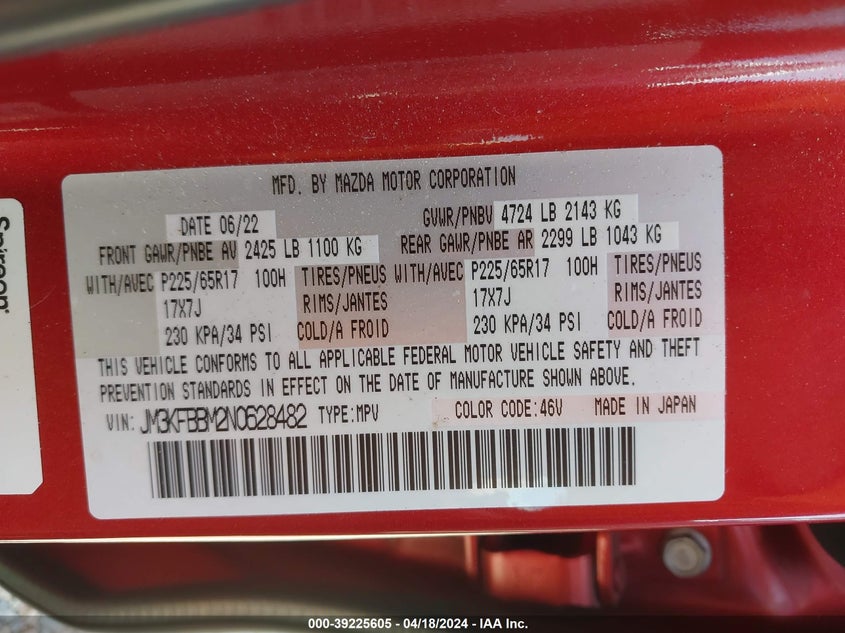 MFD. BY MAZDA MOTOR CORPORATION
DATE 06/22 GVWR/PNBV 4724 LB 2143 KG
FRONT GAWR/PNBE AV 2425 LB 1100 KG REAR GAWR/PNBE AR 2299 LB 1043 KG
WITH/AVEC P225/65R17 100H TIRES/PNEUS WITH/AVEC P225/65R17 100H TIRES/PNEUS
17X7J RIMS/JANTES 17X7J RIMS/JANTES
230 KPA/34 PSI COLD/A FROID 230 KPA/34 PSI COLD/A FROID
THIS VEHICLE CONFORMS TO ALL APPLICABLE FEDERAL MOTOR VEHICLE SAFETY AND THEFT
PREVENTION STANDARDS IN EFFECT ON THE DATE OF MANUFACTURE SHOWN ABOVE.
VIN: JM3KFBBM2N0628482 TYPE:MPV COLOR CODE:46V MADE IN JAPAN
000-39225605 - 04/18/2024 - IAA Inc.